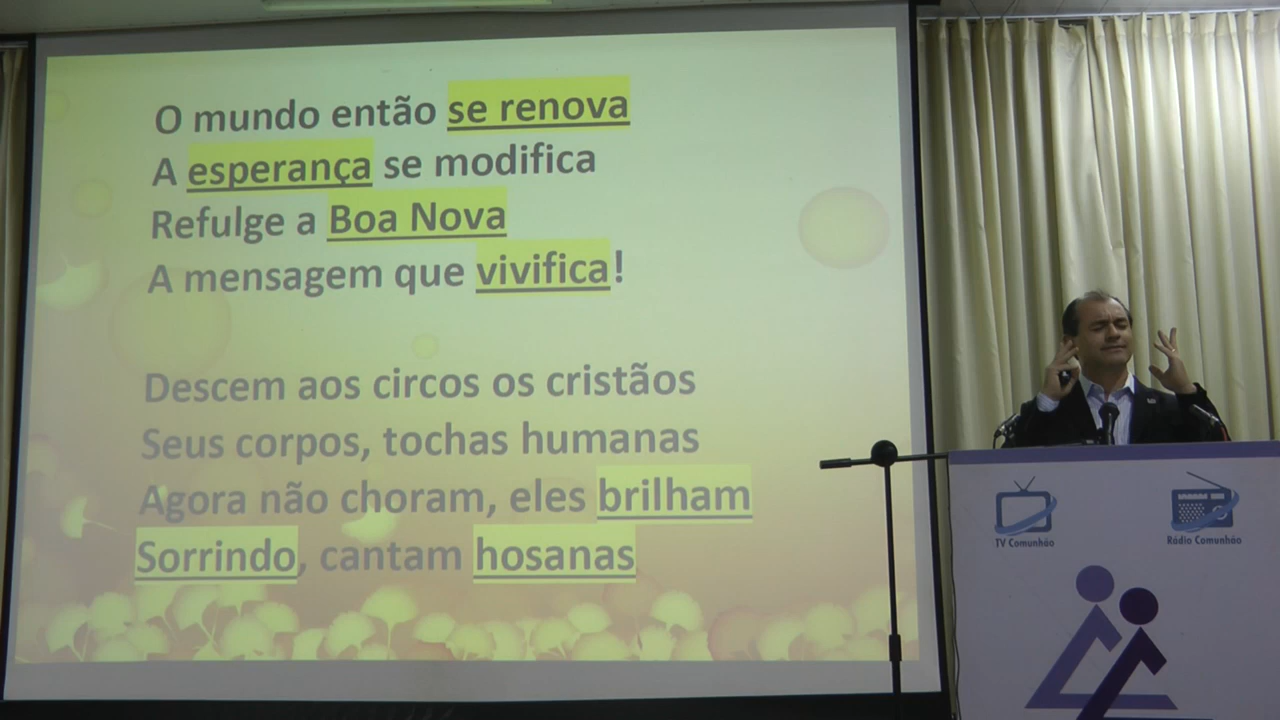 O mundo então se renova
A esperança se modifica
Refulge a Boa Nova
A mensagem que vivifica!
Descem aos circos os cristãos
Seus corpos, tochas humanas
Agora não choram, eles brilham
Sorrindo, cantam hosanas
TV Comunhão
Rádio Comunhão